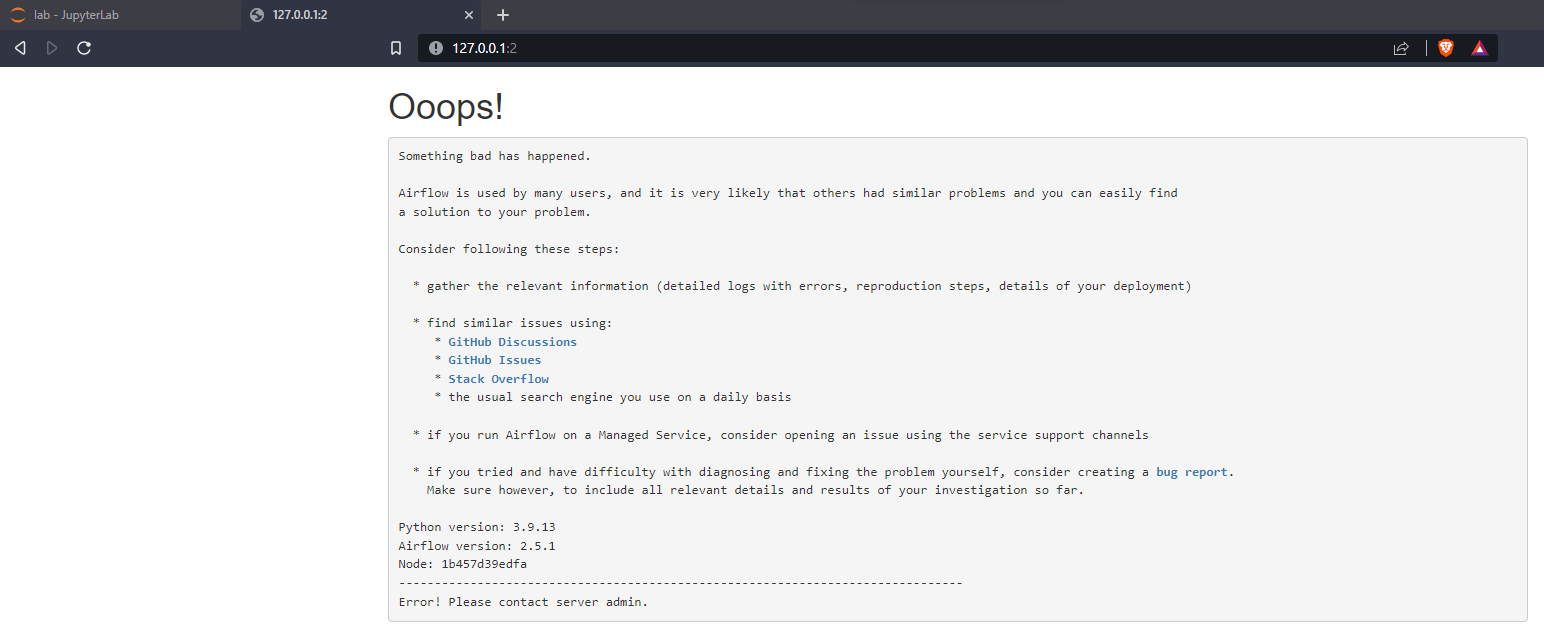 lab - JupyterLab
127.0.0.1:2
127.0.0.1:2
Ooops!
Something bad has happened.
Airflow is used by many users, and it is very likely that others had similar problems and you can easily find
a solution to your problem.
Consider following these steps:
* gather the relevant information (detailed logs with errors, reproduction steps, details of your deployment)
* find similar issues using:
* GitHub Discussions
* GitHub Issues
* Stack Overflow
* the usual search engine you use on a daily basis
* if you run Airflow on a Managed Service, consider opening an issue using the service support channels
* if you tried and have difficulty with diagnosing and fixing the problem yourself, consider creating a bug report.
Make sure however, to include all relevant details and results of your investigation so far.
Python version: 3.9.13
Airflow version: 2.5.1
Node: 1b457d39edfa
-------------------------------------------------------------------------------
Error! Please contact server admin.